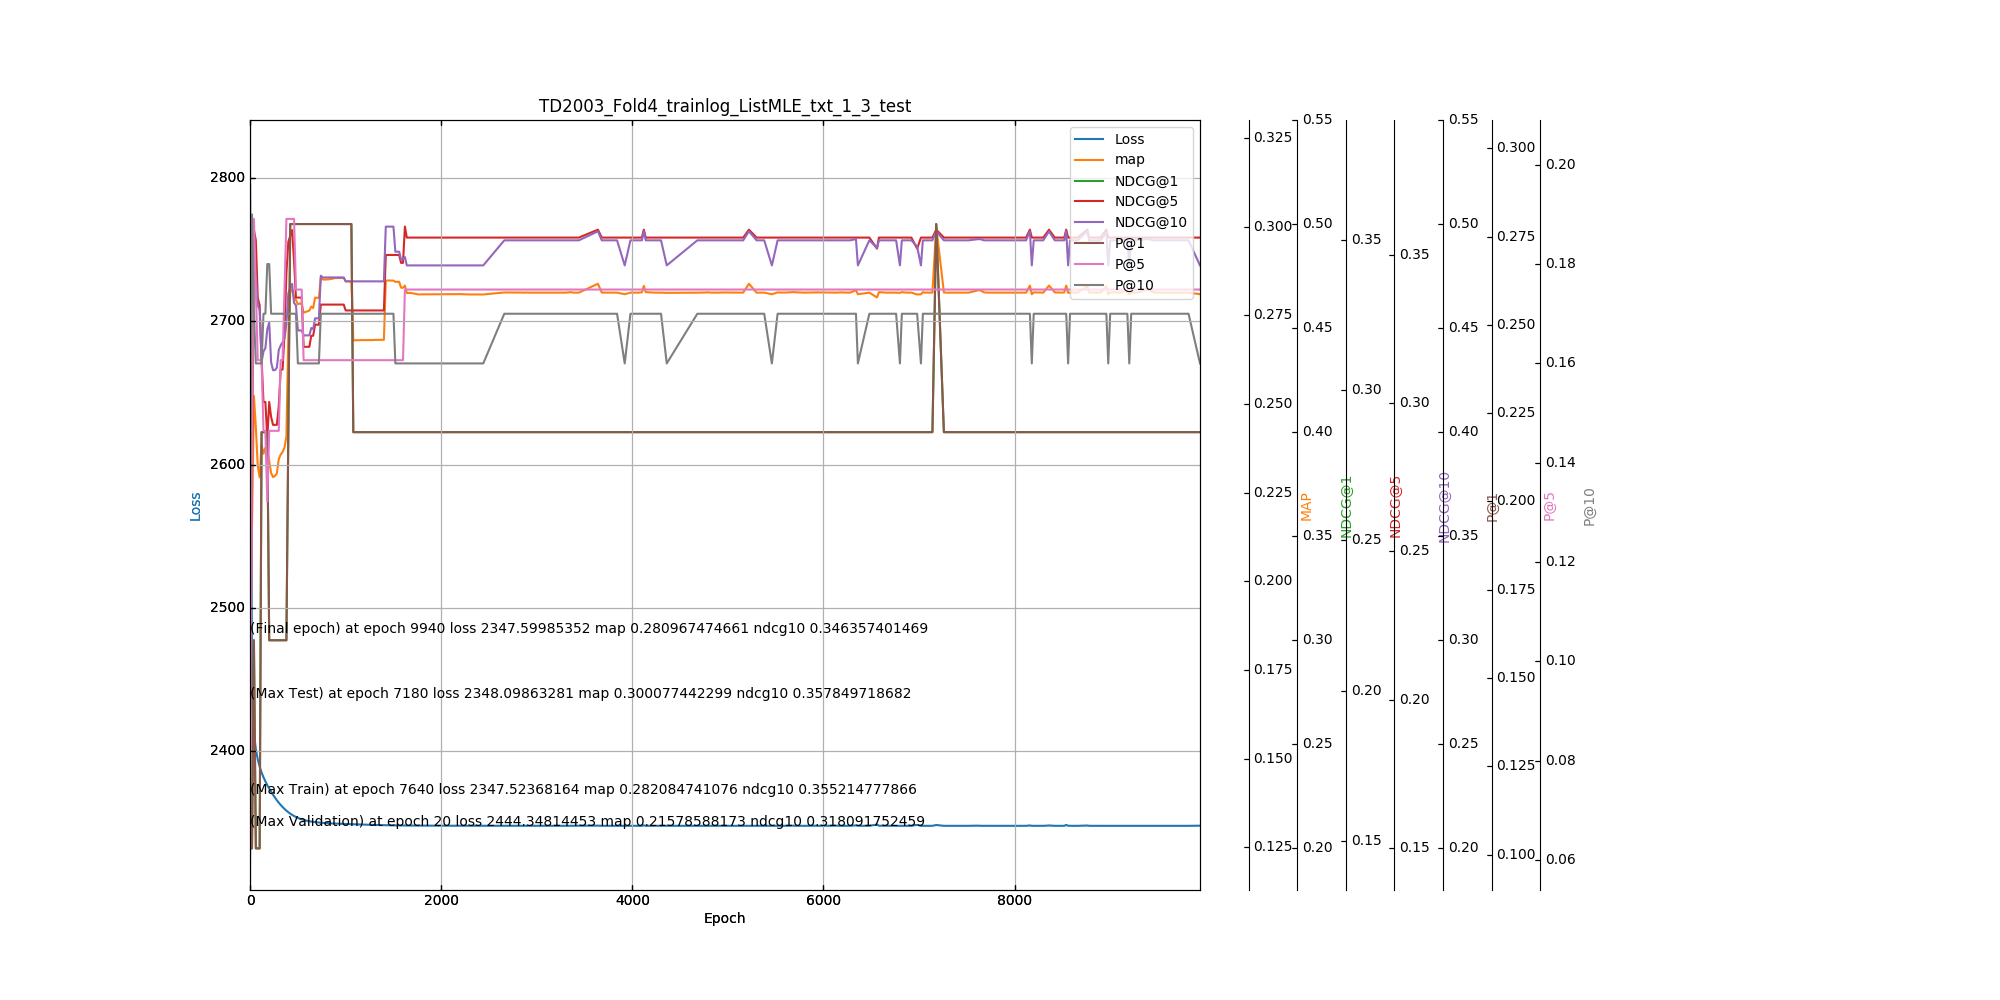 TD2003_Fold4_trainlog_ListMLE_txt_1_3_test
Loss
map
NDCG@1
NDCG@5
NDCG@10
P@1
P@5
P@10
2800
2700
2600
2500
2400
Loss
(Final epoch) at epoch 9940 loss 2347.59985352 map 0.280967474661 ndcg10 0.346357401469
(Max Test) at epoch 7180 loss 2348.09863281 map 0.300077442299 ndcg10 0.357849718682
(Max Train) at epoch 7640 loss 2347.52368164 map 0.282084741076 ndcg10 0.355214777866
(Max Validation) at epoch 20 loss 2444.34814453 map 0.21578588173 ndcg10 0.318091752459
0 2000 4000 6000 8000
Epoch
0.325
0.300
0.275
0.250
0.225
0.200
0.175
0.150
0.125
MAP
0.55
0.50
0.45
0.40
0.35
0.30
0.25
0.20
NDCG@1
0.35
0.30
0.25
0.20
0.15
NDCG@5
0.35
0.30
0.25
0.20
0.15
NDCG@10
0.55
0.50
0.45
0.40
0.35
0.30
0.25
0.20
P@1
0.300
0.275
0.250
0.225
0.200
0.175
0.150
0.125
0.100
P@5
0.20
0.18
0.16
0.14
0.12
0.10
0.08
0.06
P@10